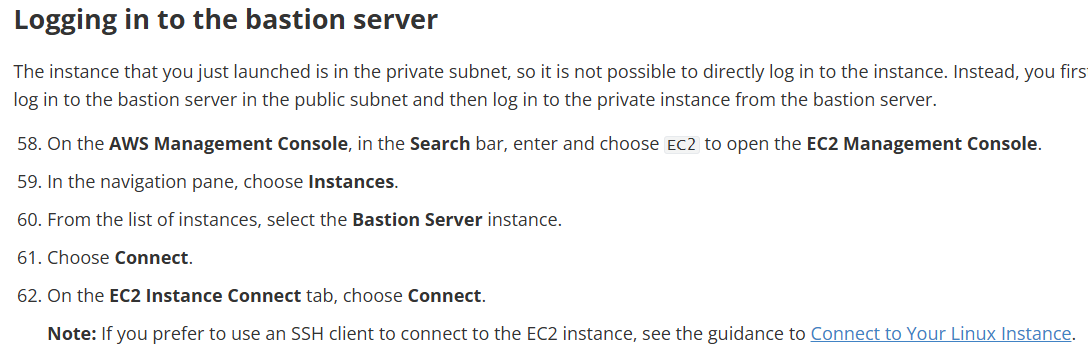 Logging in to the bastion server
The instance that you just launched is in the private subnet, so it is not possible to directly log in to the instance. Instead, you firs
log in to the bastion server in the public subnet and then log in to the private instance from the bastion server.
58. On the AWS Management Console, in the Search bar, enter and choose EC2 to open the EC2 Management Console.
59. In the navigation pane, choose Instances.
60. From the list of instances, select the Bastion Server instance.
61. Choose Connect.
62. On the EC2 Instance Connect tab, choose Connect.
Note: If you prefer to use an SSH client to connect to the EC2 instance, see the guidance to Connect to Your Linux Instance.